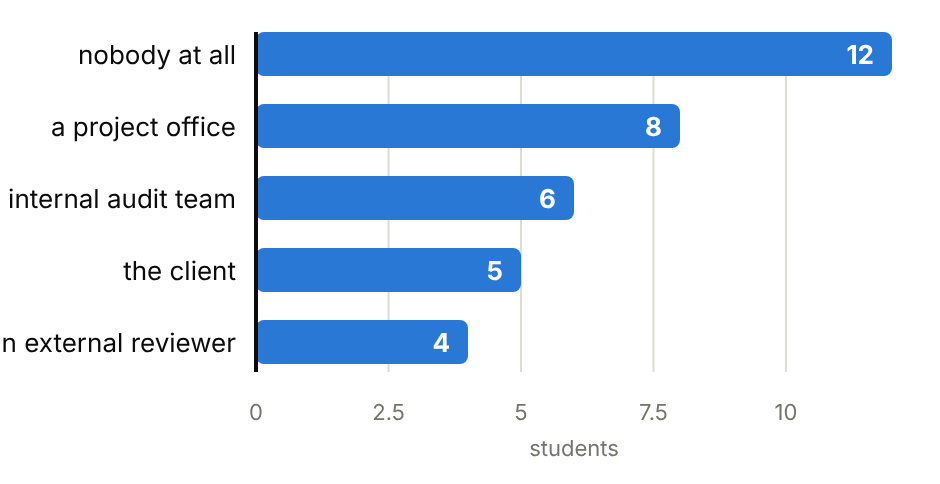 nobody at all 12
a project office 8
internal audit team 6
the client 5
n external reviewer 4
0 2.5 5 7.5 10
students